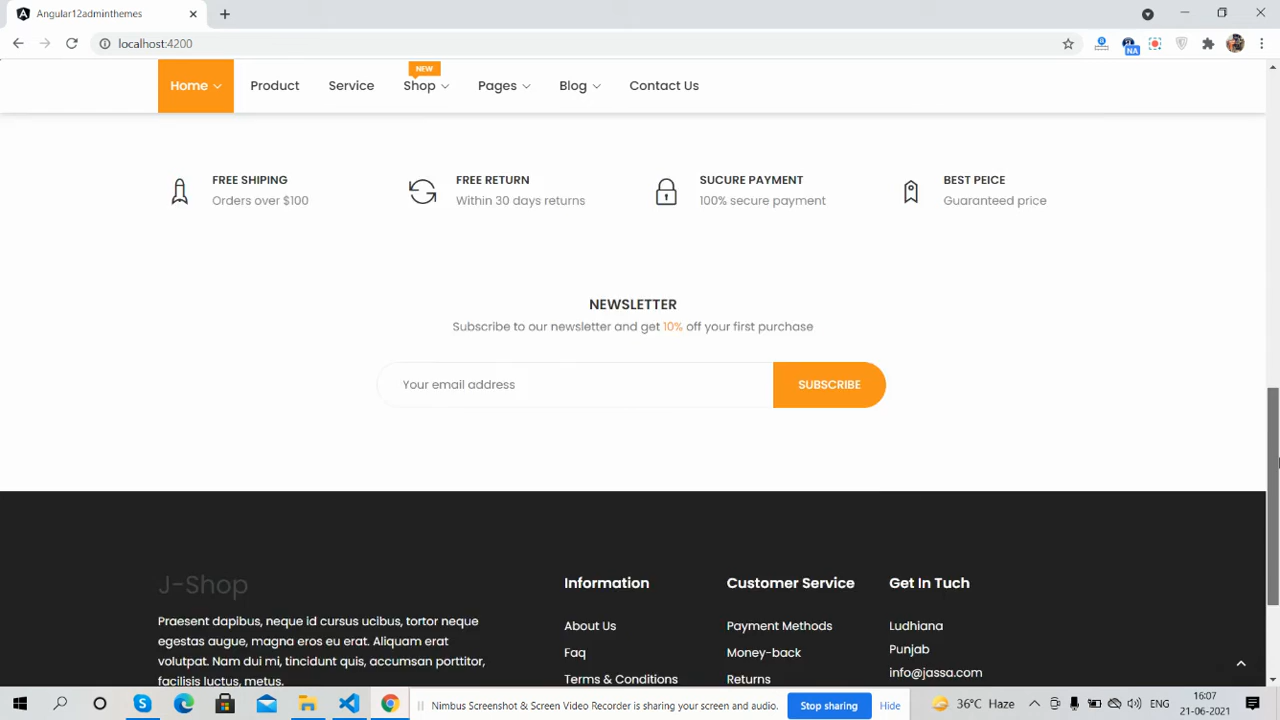 Angular12adminthemes
localhost:4200
NA
NEW
Home Product Service Shop Pages Blog Contact Us
FREE SHIPING
Orders over $100
FREE RETURN
Within 30 days returns
SUCURE PAYMENT
100% secure payment
BEST PEICE
Guaranteed price
NEWSLETTER
Subscribe to our newsletter and get 10% off your first purchase
Your email address
SUBSCRIBE
J-Shop
Praesent dapibus, neque id cursus ucibus, tortor neque
egestas augue, magna eros eu erat. Aliquam erat
volutpat. Nam dui mi, tincidunt quis, accumsan porttitor,
facilisis luctus, metus.
Information
About Us
Faq
Terms & Conditions
Customer Service
Payment Methods
Money-back
Returns
Get In Tuch
Ludhiana
Punjab
info@jassa.com
Nimbus Screenshot & Screen Video Recorder is sharing your screen and audio.
Stop sharing
Hide
36°C Haze
ENG
16:07
21-06-2021